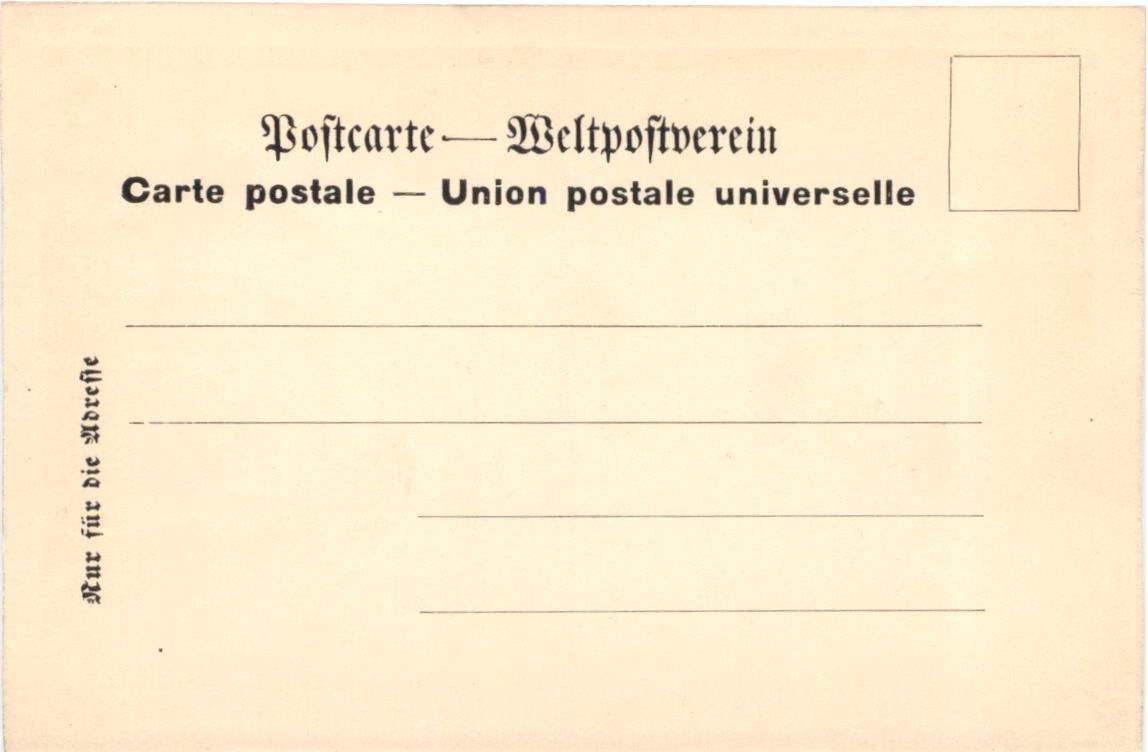 Postcarte — Weltpostverein
Carte postale — Union postale universelle
Nur für die Adresse